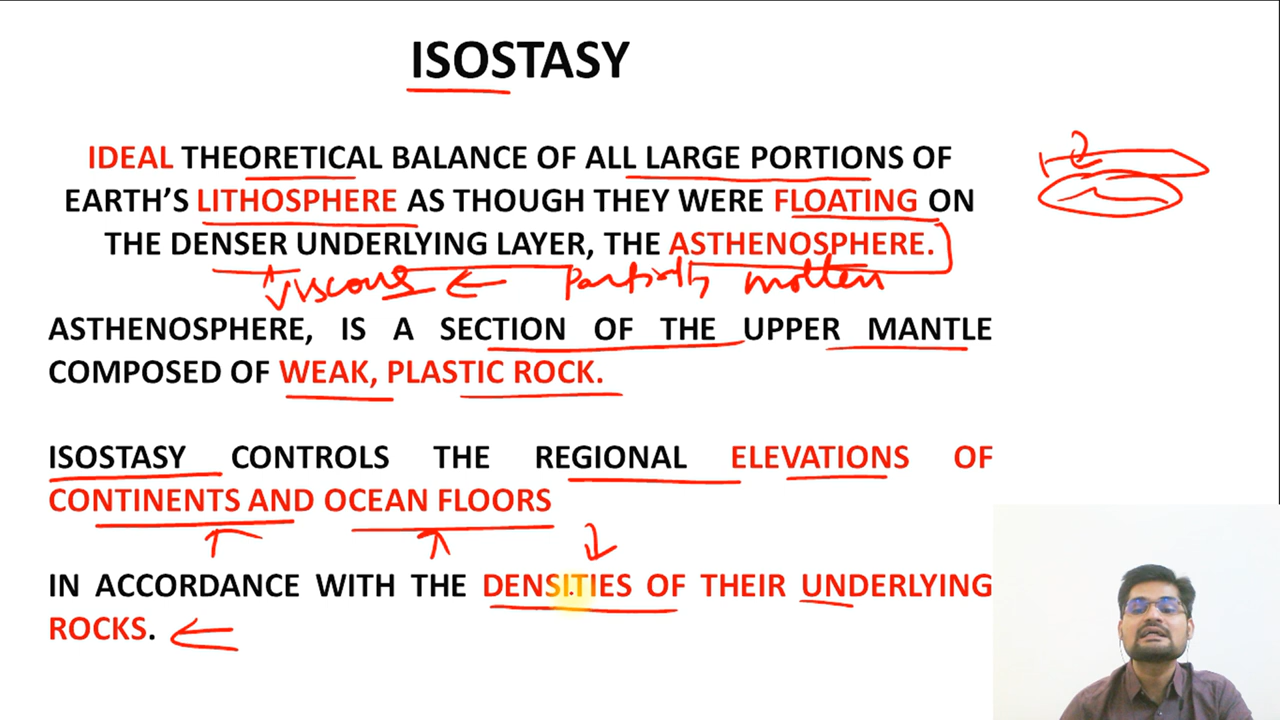 ISOSTASY
IDEAL THEORETICAL BALANCE OF ALL LARGE PORTIONS OF
EARTH'S LITHOSPHERE AS THOUGH THEY WERE FLOATING ON
THE DENSER UNDERLYING LAYER, THE ASTHENOSPHERE.
viscous ← partially molten
ASTHENOSPHERE, IS A SECTION OF THE UPPER MANTLE
COMPOSED OF WEAK, PLASTIC ROCK.
ISOSTASY CONTROLS THE REGIONAL ELEVATIONS OF
CONTINENTS AND OCEAN FLOORS
IN ACCORDANCE WITH THE DENSITIES OF THEIR UNDERLYING
ROCKS.